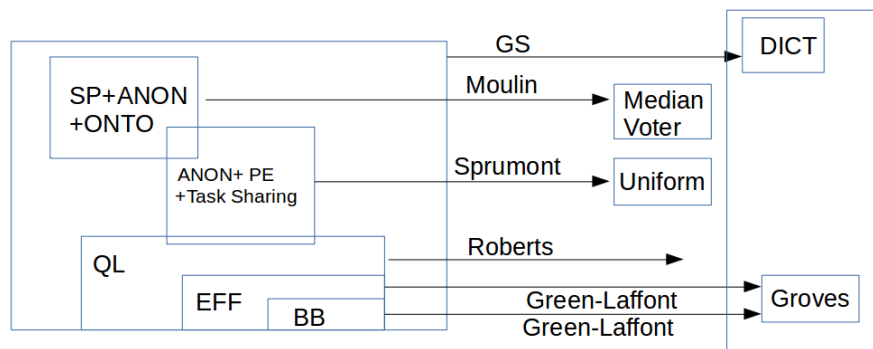 GS
DICT
SP+ANON
+ONTO
Moulin
Median
Voter
ANON+ PE
+Task Sharing
Sprumont
Uniform
QL
Roberts
EFF
Green-Laffont
Groves
BB
Green-Laffont